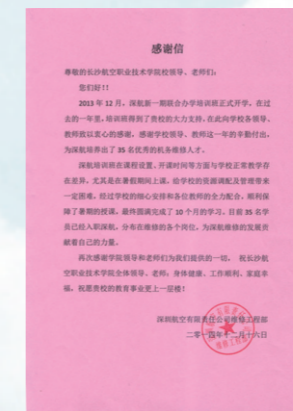 感谢信
尊敬的长沙航空职业技术学院校领导、老师们：
您们好！！
2013 年 12 月，深航新一期联合办学培训班正式开学，在过
去的一年里，培训班得到了贵校的大力支持，在此向学校各领导、
教师致以衷心的感谢，感谢学校领导、教师这一年的辛勤付出，
为深航培养出了 35 名优秀的机务维修人才。
深航培训班在课程设置、开课时间等方面与学校正常教学存
在差异，尤其是在暑假期间上课，给学校的资源调配及管理带来
一定困难，经过学校的细心安排和各位教师的全力配合，顺利保
障了暑期的授课，最终圆满完成了 10 个月的学习。目前 35 名学
员已经入职深航，分布在维修的各个岗位，为深航维修的发展贡
献着自己的力量。
再次感谢学院领导和老师们为我们提供的一切。 祝长沙航
空职业技术学院全体领导、老师：身体健康、工作顺利、家庭幸
福。祝愿贵校的教育事业更上一层楼！
深圳航空有限责任公司维修工程部
二零一四年十二月十六日